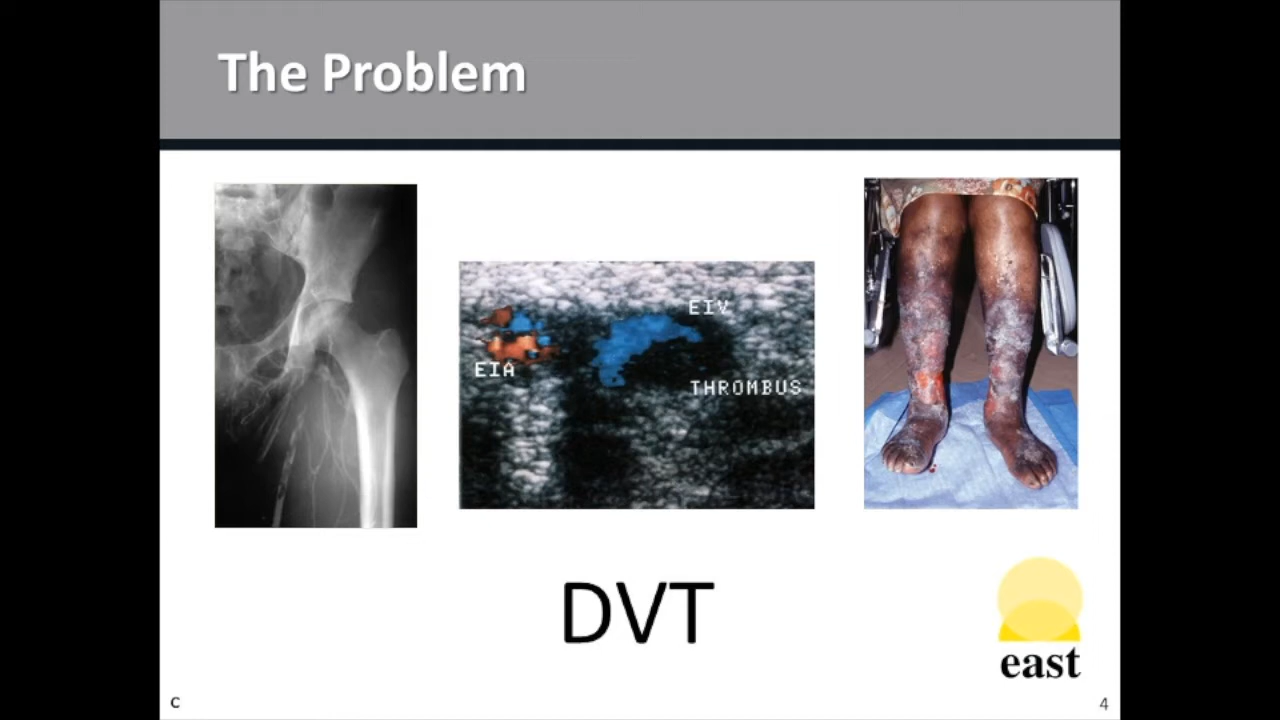 The Problem
EIV
EIA
THROMBUS
DVT
east
c
4